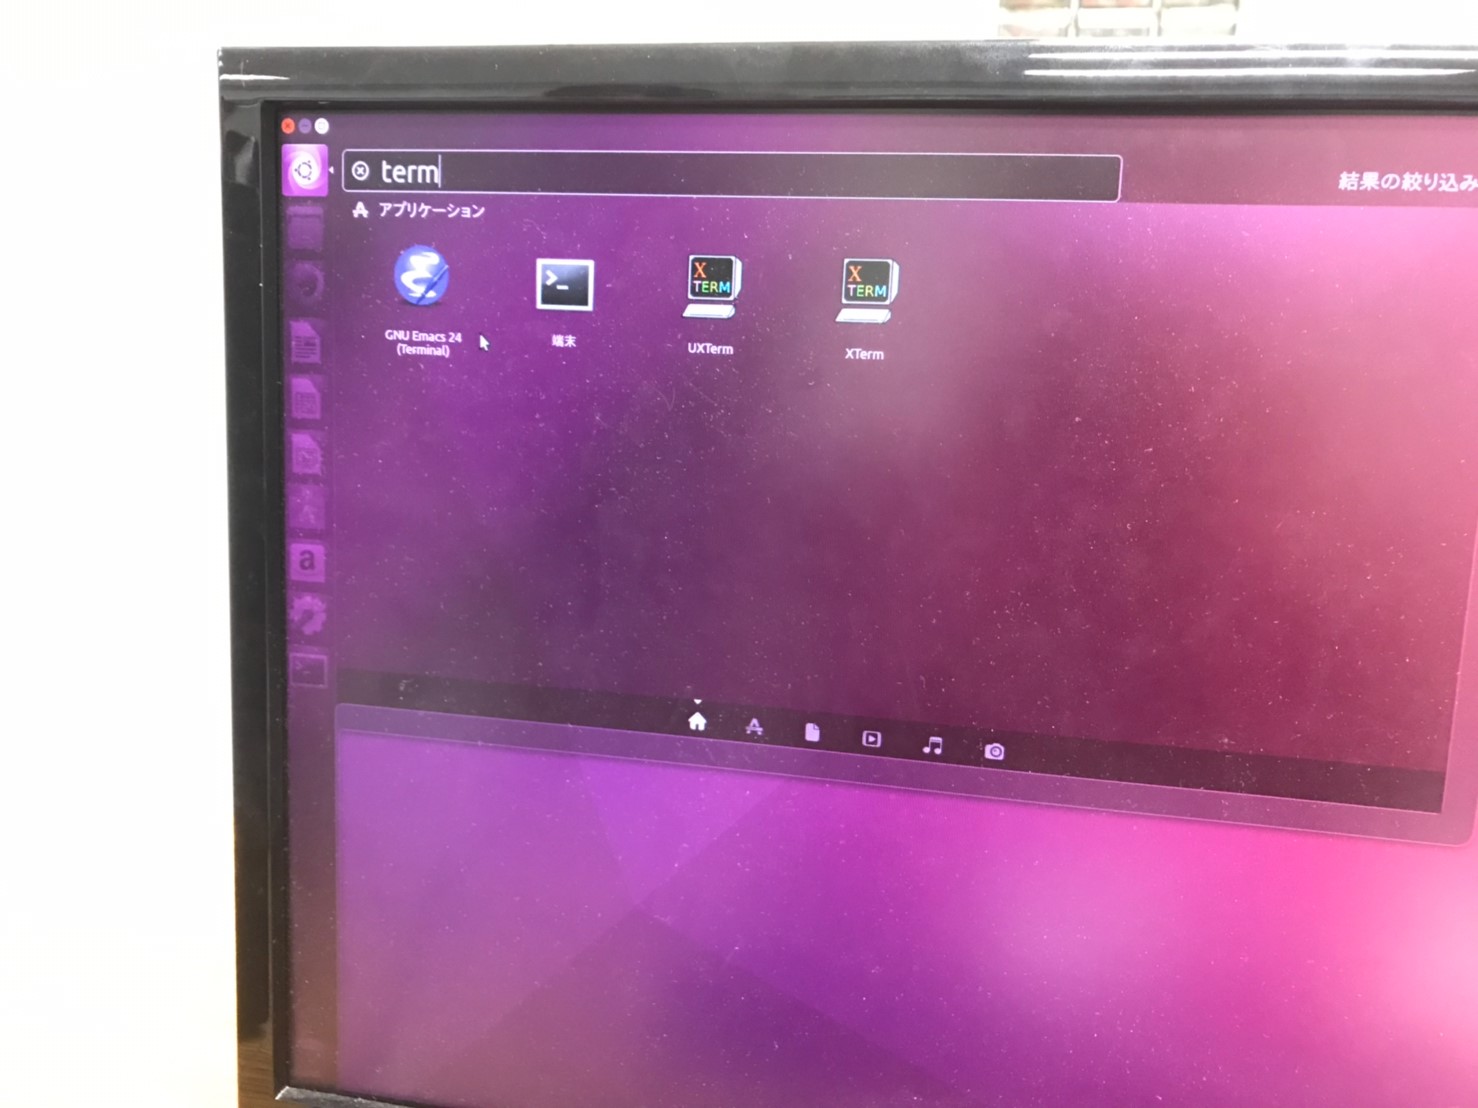 term
結果の絞り込み
アプリケーション
GNU Emacs 24
(Terminal)
>_
端末
X
TERM
UXTerm
X
TERM
XTerm
a